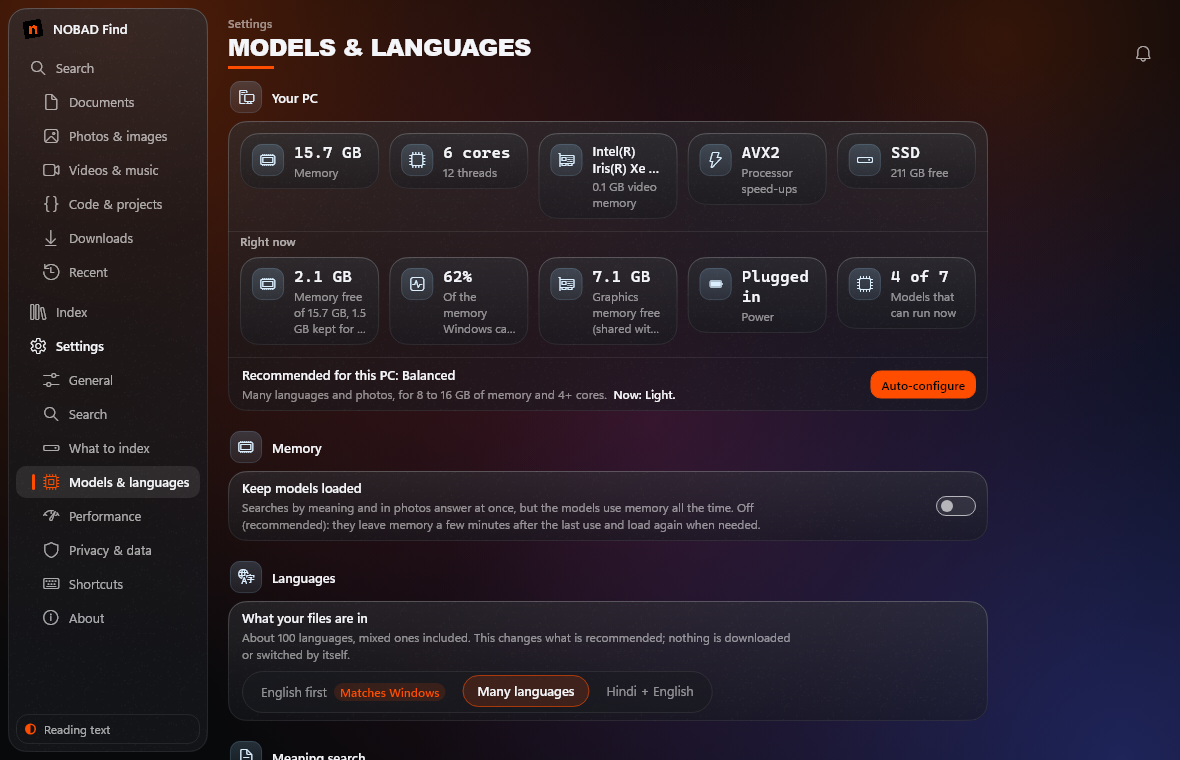 NOBAD Find
Search
Documents
Photos & images
Videos & music
Code & projects
Downloads
Recent
Index
Settings
General
Search
What to index
Models & languages
Performance
Privacy & data
Shortcuts
About
Reading text
Settings
MODELS & LANGUAGES
Your PC
15.7 GB
Memory
6 cores
12 threads
Intel(R)
Iris(R) Xe ...
0.1 GB video
memory
AVX2
Processor
speed-ups
SSD
211 GB free
Right now
2.1 GB
Memory free
of 15.7 GB, 1.5
GB kept for ...
62%
Of the
memory
Windows ca...
7.1 GB
Graphics
memory free
(shared wit...
Plugged
in
Power
4 of 7
Models that
can run now
Recommended for this PC: Balanced
Many languages and photos, for 8 to 16 GB of memory and 4+ cores. Now: Light.
Auto-configure
Memory
Keep models loaded
Searches by meaning and in photos answer at once, but the models use memory all the time. Off
(recommended): they leave memory a few minutes after the last use and load again when needed.
Languages
What your files are in
About 100 languages, mixed ones included. This changes what is recommended; nothing is downloaded
or switched by itself.
English first Matches Windows Many languages Hindi + English
Meaning search